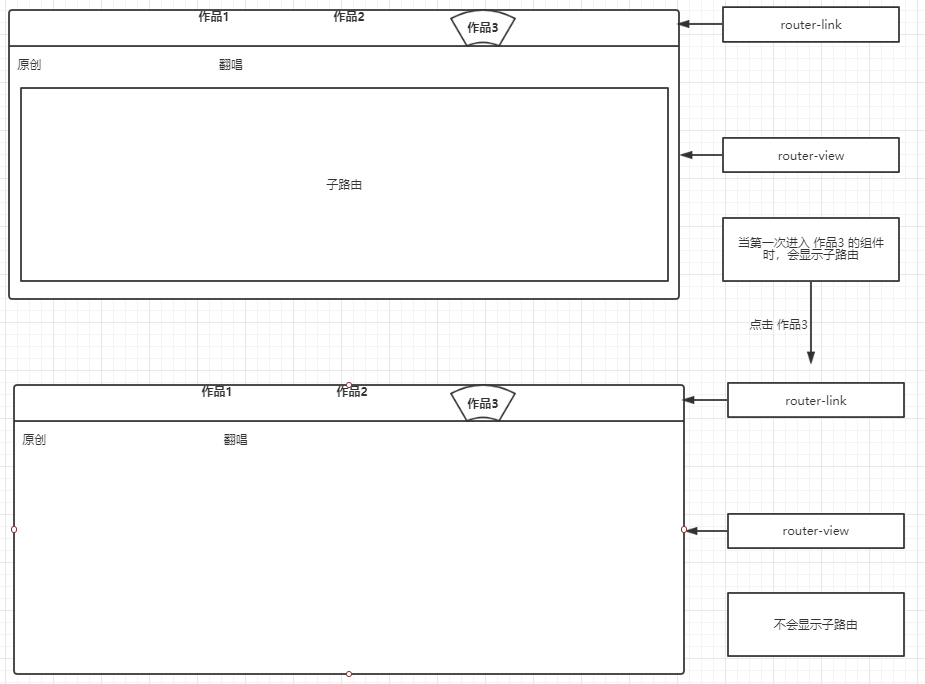 作品1
作品2
作品3
router-link
原创
翻唱
子路由
router-view
当第一次进入 作品3 的组件
时，会显示子路由
点击 作品3
作品1
作品2
作品3
router-link
原创
翻唱
router-view
不会显示子路由